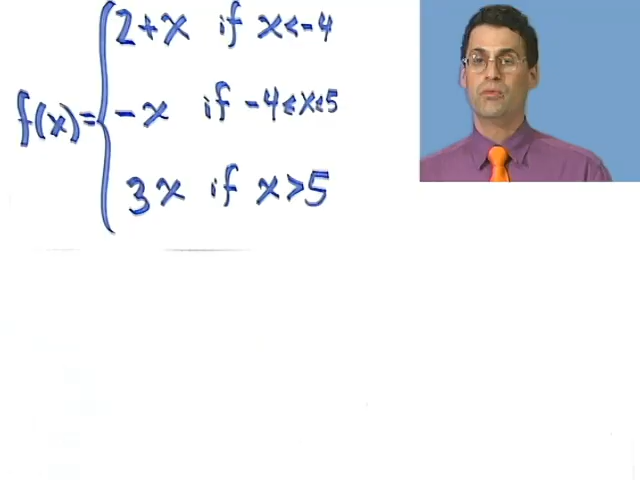 2+x if x<-4
f(x)= -x if -4≤x≤5
3x if x>5